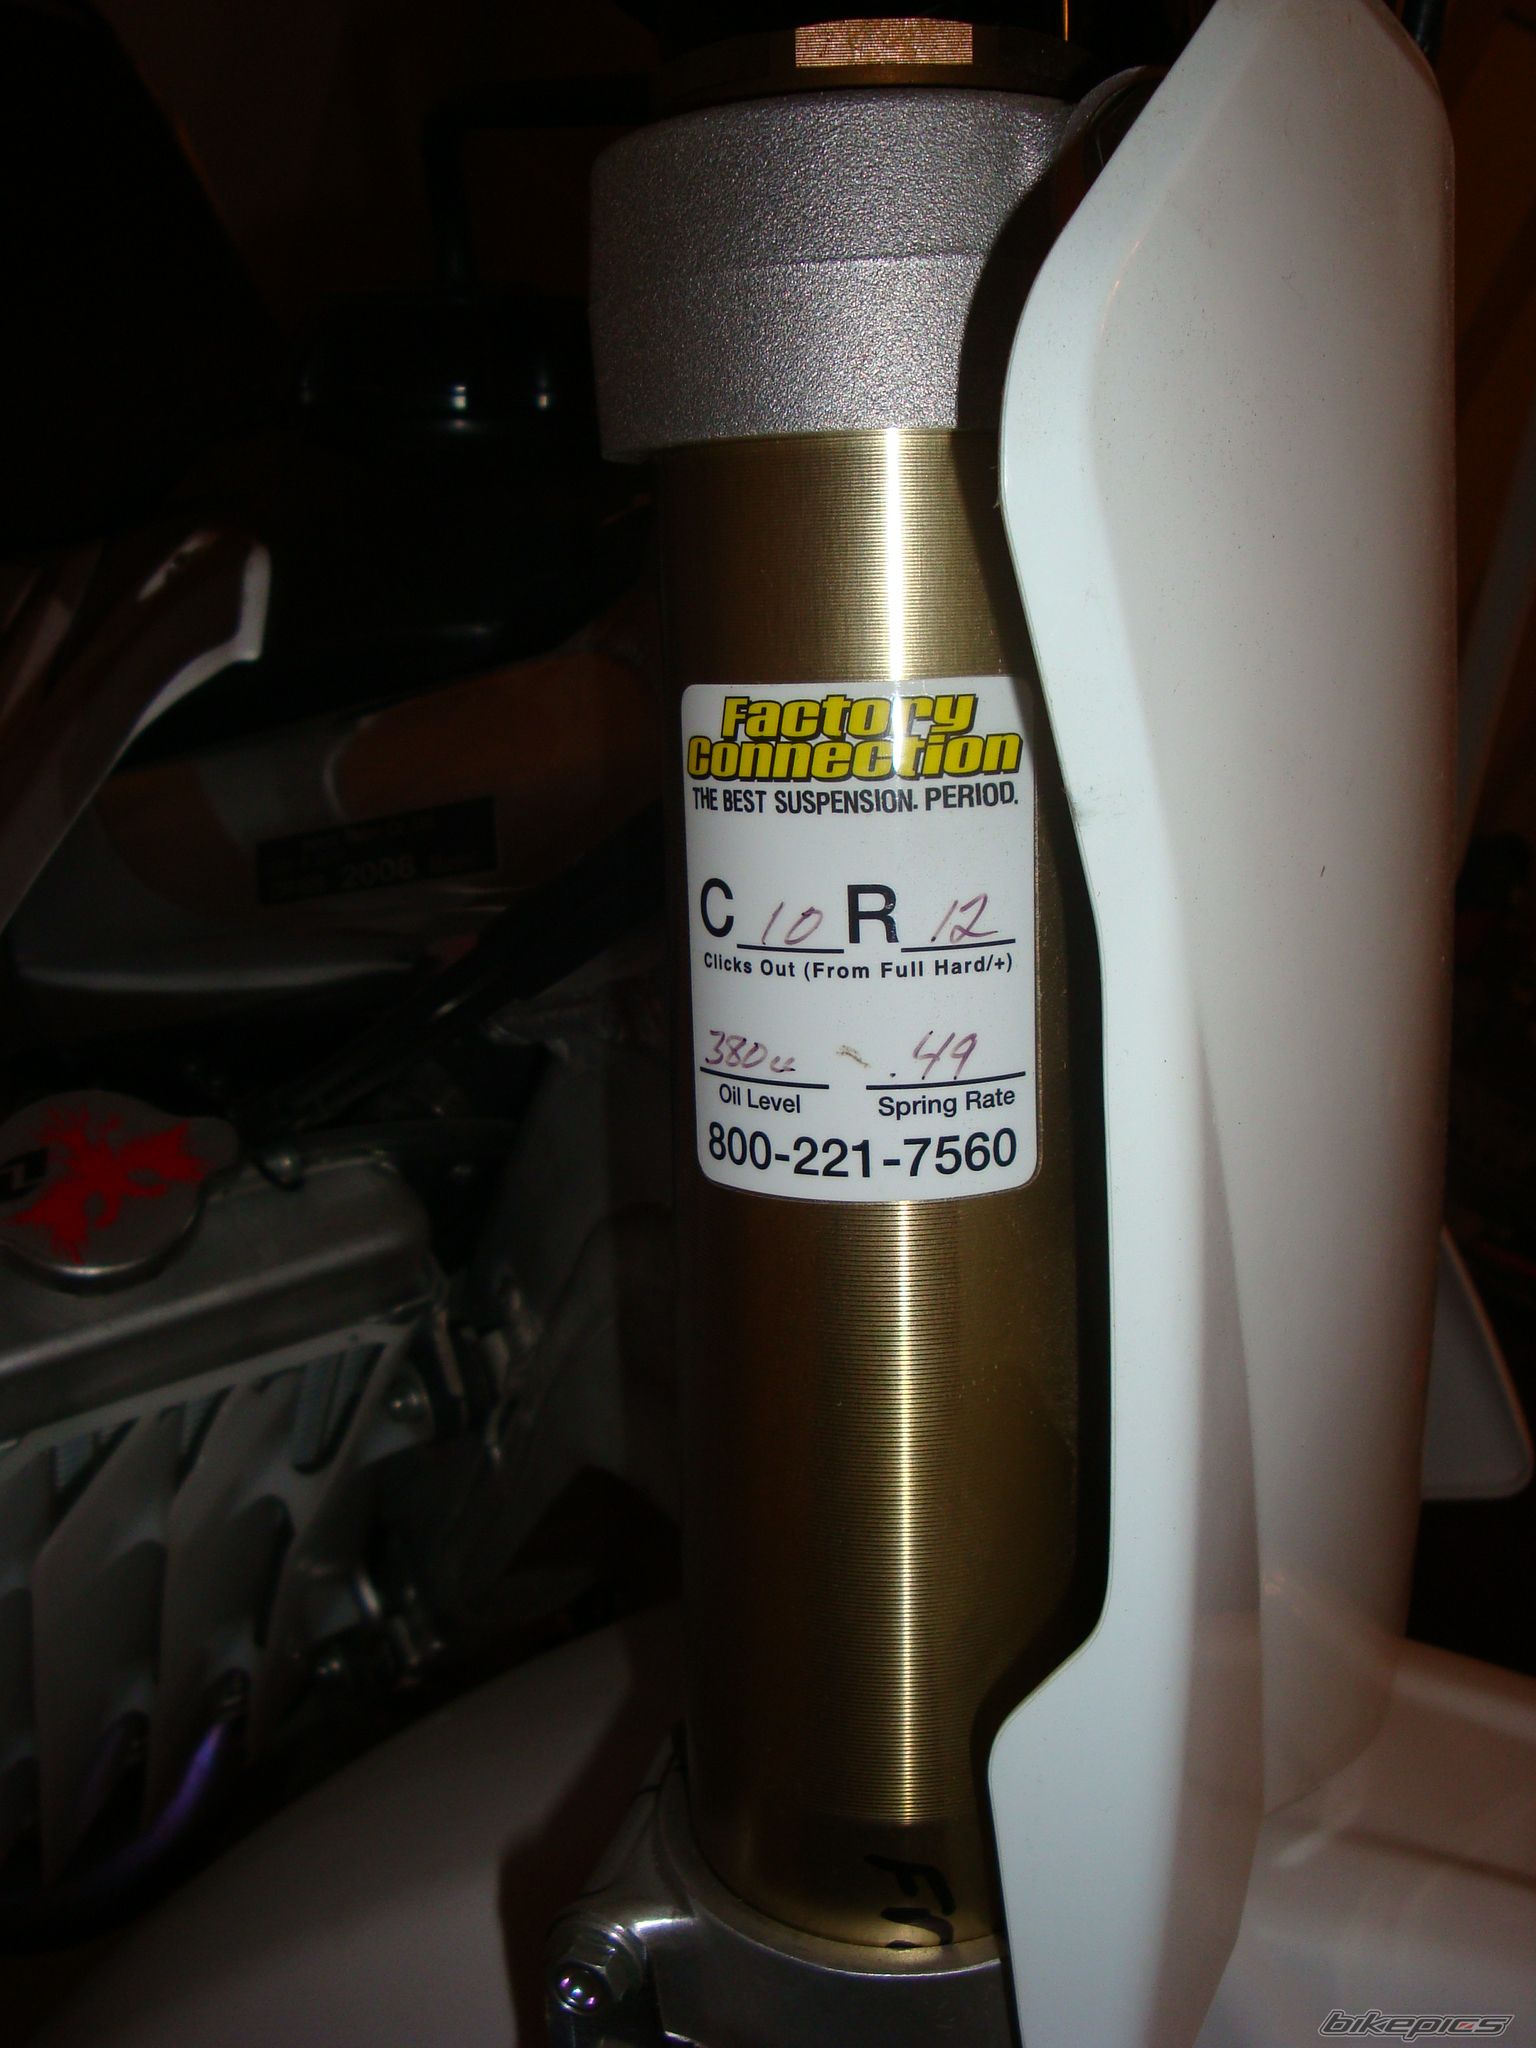 Factory
Connection
THE BEST SUSPENSION. PERIOD.
C 10 R 12
Clicks Out (From Full Hard/+)
380cc - .49
Oil Level Spring Rate
800-221-7560
2008
bikepics